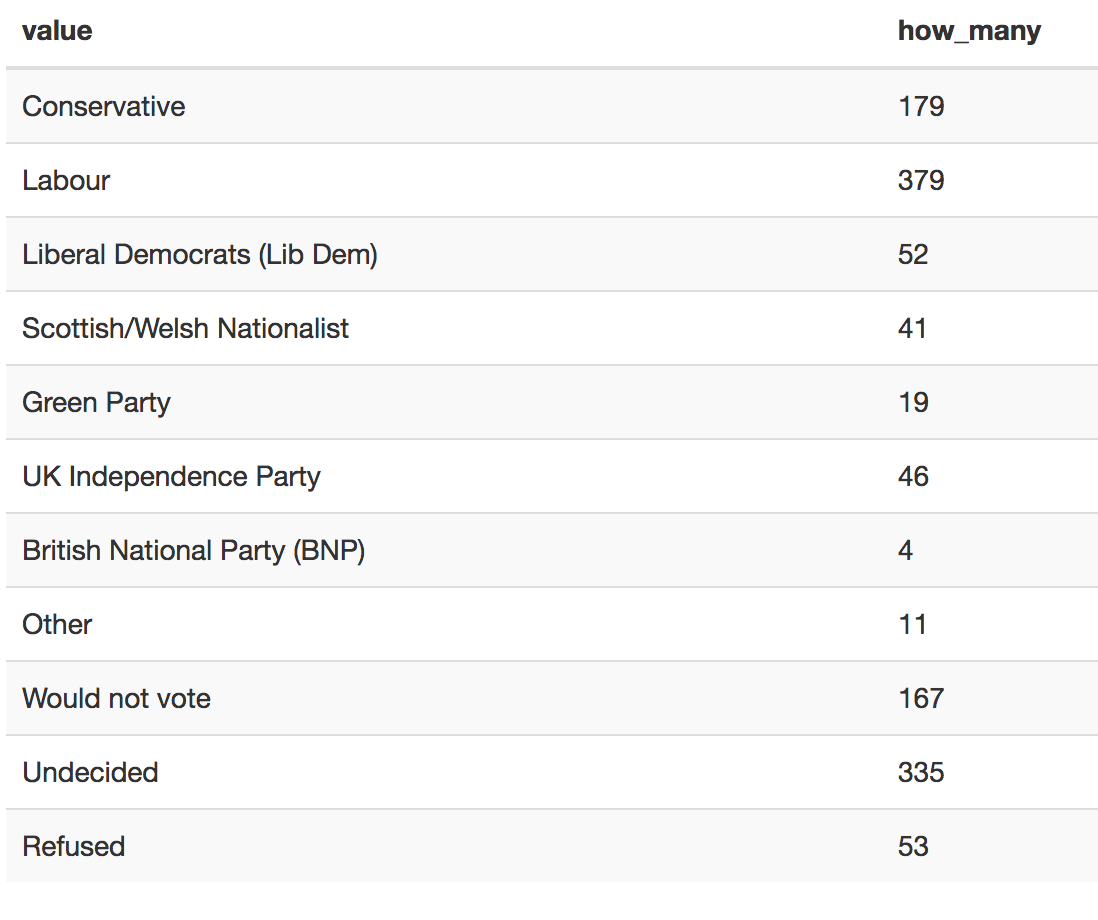 value how_many
Conservative 179
Labour 379
Liberal Democrats (Lib Dem) 52
Scottish/Welsh Nationalist 41
Green Party 19
UK Independence Party 46
British National Party (BNP) 4
Other 11
Would not vote 167
Undecided 335
Refused 53